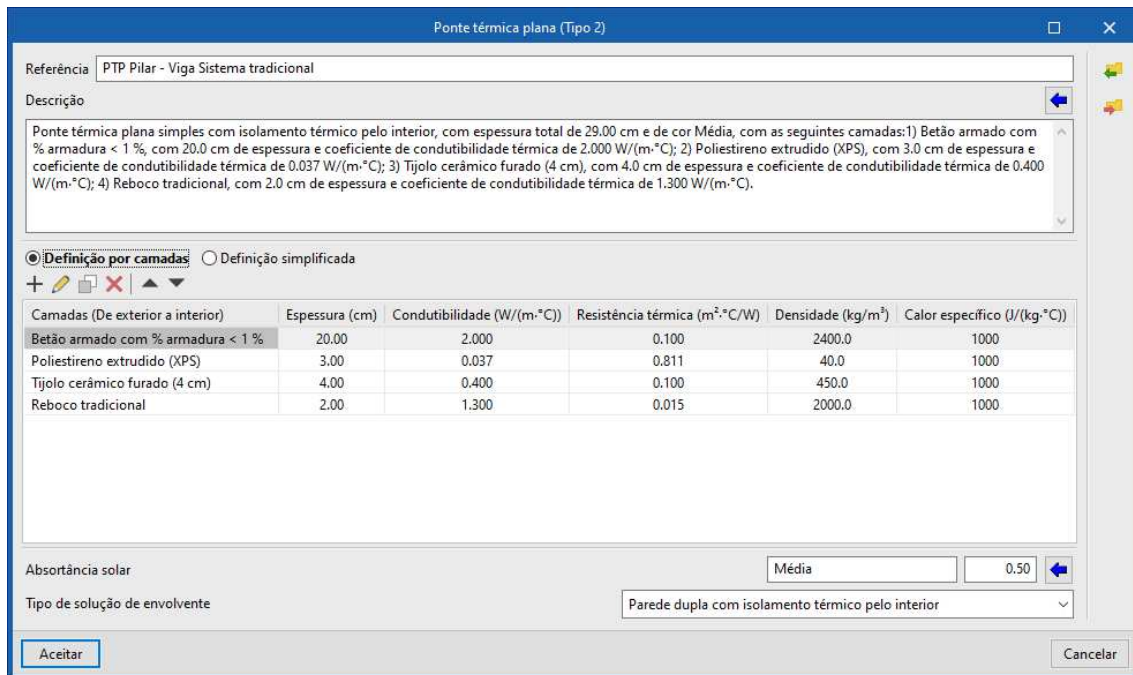 Ponte térmica plana (Tipo 2)
Referência PTP Pilar - Viga Sistema tradicional
Descrição
Ponte térmica plana simples com isolamento térmico pelo interior, com espessura total de 29.00 cm e de cor Média, com as seguintes camadas:1) Betão armado com
% armadura < 1 %, com 20.0 cm de espessura e coeficiente de condutibilidade térmica de 2.000 W/(m·°C); 2) Poliestireno extrudido (XPS), com 3.0 cm de espessura e
coeficiente de condutibilidade térmica de 0.037 W/(m·°C); 3) Tijolo cerâmico furado (4 cm), com 4.0 cm de espessura e coeficiente de condutibilidade térmica de 0.400
W/(m·°C); 4) Reboco tradicional, com 2.0 cm de espessura e coeficiente de condutibilidade térmica de 1.300 W/(m·°C).
Definição por camadas Definição simplificada
Camadas (De exterior a interior) Espessura (cm) Condutibilidade (W/(m·°C)) Resistência térmica (m²·°C/W) Densidade (kg/m³) Calor específico (J/(kg·°C))
Betão armado com % armadura < 1 % 20.00 2.000 0.100 2400.0 1000
Poliestireno extrudido (XPS) 3.00 0.037 0.811 40.0 1000
Tijolo cerâmico furado (4 cm) 4.00 0.400 0.100 450.0 1000
Reboco tradicional 2.00 1.300 0.015 2000.0 1000
Absortância solar Média 0.50
Tipo de solução de envolvente Parede dupla com isolamento térmico pelo interior
Aceitar Cancelar